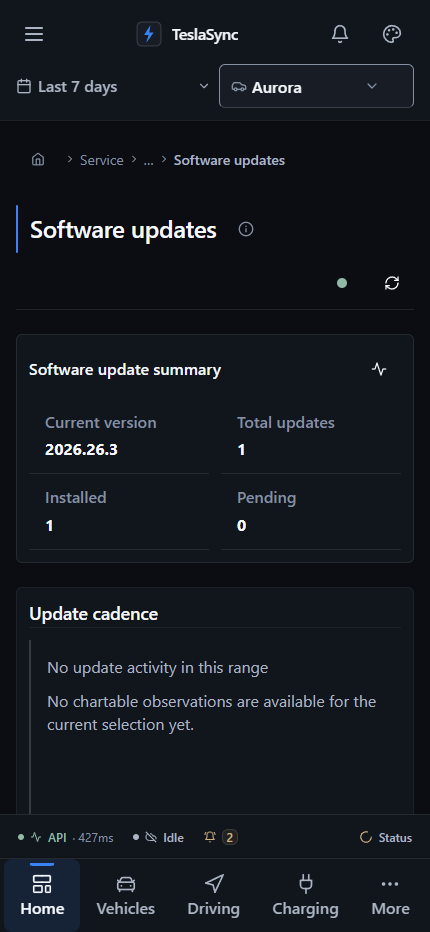 TeslaSync
Last 7 days
Aurora
Service
...
Software updates
Software updates
Software update summary
Current version
Total updates
2026.26.3
1
Installed
Pending
1
0
Update cadence
No update activity in this range
No chartable observations are available for the
current selection yet.
API · 427ms
Idle
2
Status
Home
Vehicles
Driving
Charging
More